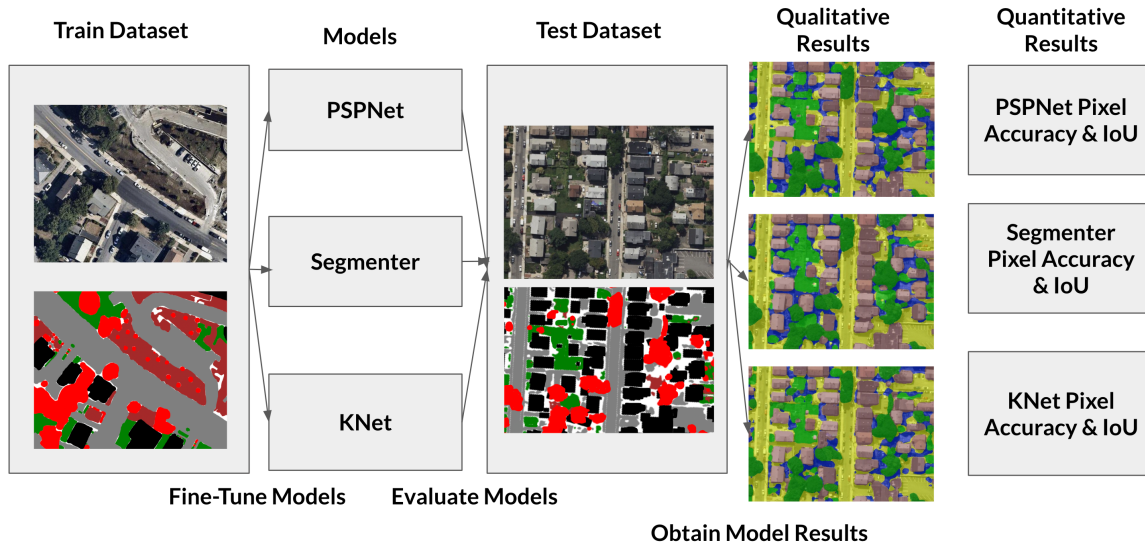 Train Dataset
Models
Test Dataset
Qualitative
Results
Quantitative
Results
PSPNet
Segmenter
KNet
PSPNet Pixel
Accuracy & IoU
Segmenter
Pixel Accuracy
& IoU
KNet Pixel
Accuracy & IoU
Fine-Tune Models
Evaluate Models
Obtain Model Results